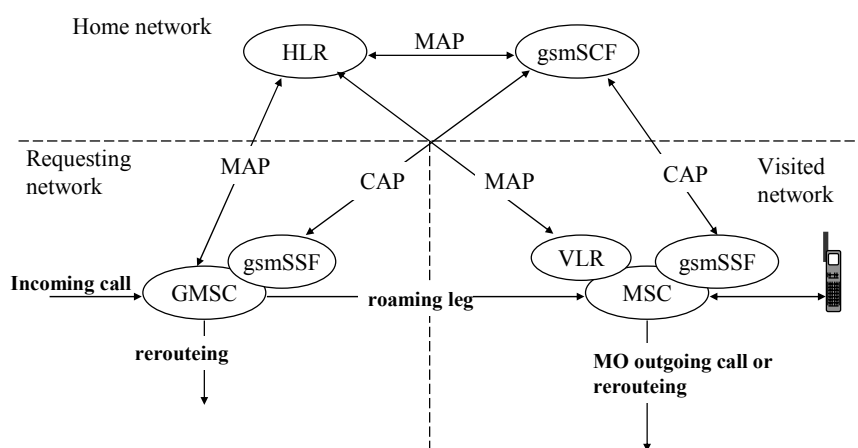 Home network
HLR
MAP
gsmSCF
Requesting
network
MAP
CAP
MAP
CAP
Visited
network
gsmSSF
VLR
gsmSSF
Incoming call
GMSC
roaming leg
MSC
rerouteing
MO outgoing call or
rerouteing